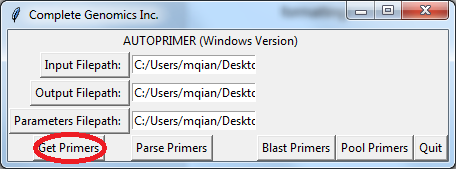 Complete Genomics Inc.
AUTOPRIMER (Windows Version)
Input Filepath: C:/Users/mqian/Deskto
Output Filepath: C:/Users/mqian/Deskto
Parameters Filepath: C:/Users/mqian/Deskto
Get Primers Parse Primers Blast Primers Pool Primers Quit